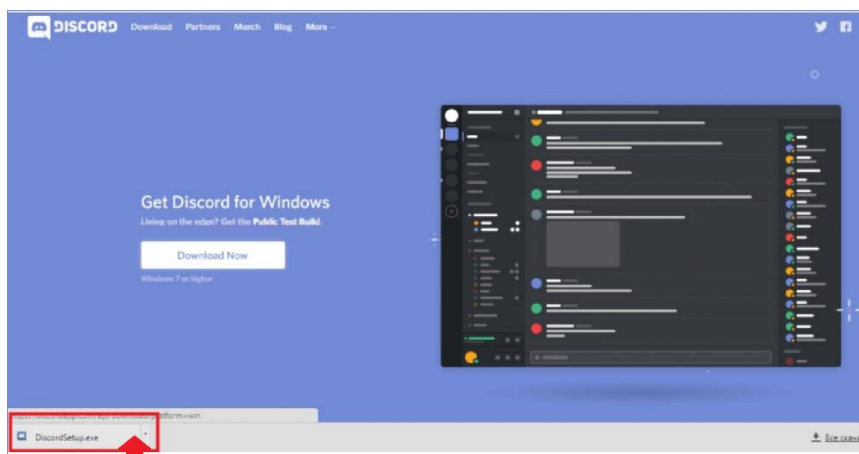 DISCORD Download Partners Merch Blog More
Get Discord for Windows
Living on the edge? Get the Public Test Build.
Download Now
Windows 7 or higher
DiscordSetup.exe
Все